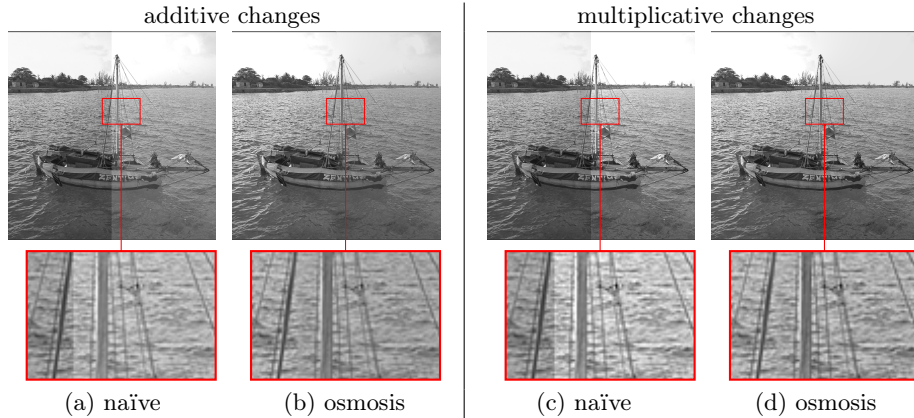 additive changes
multiplicative changes
(a) naïve
(b) osmosis
(c) naïve
(d) osmosis